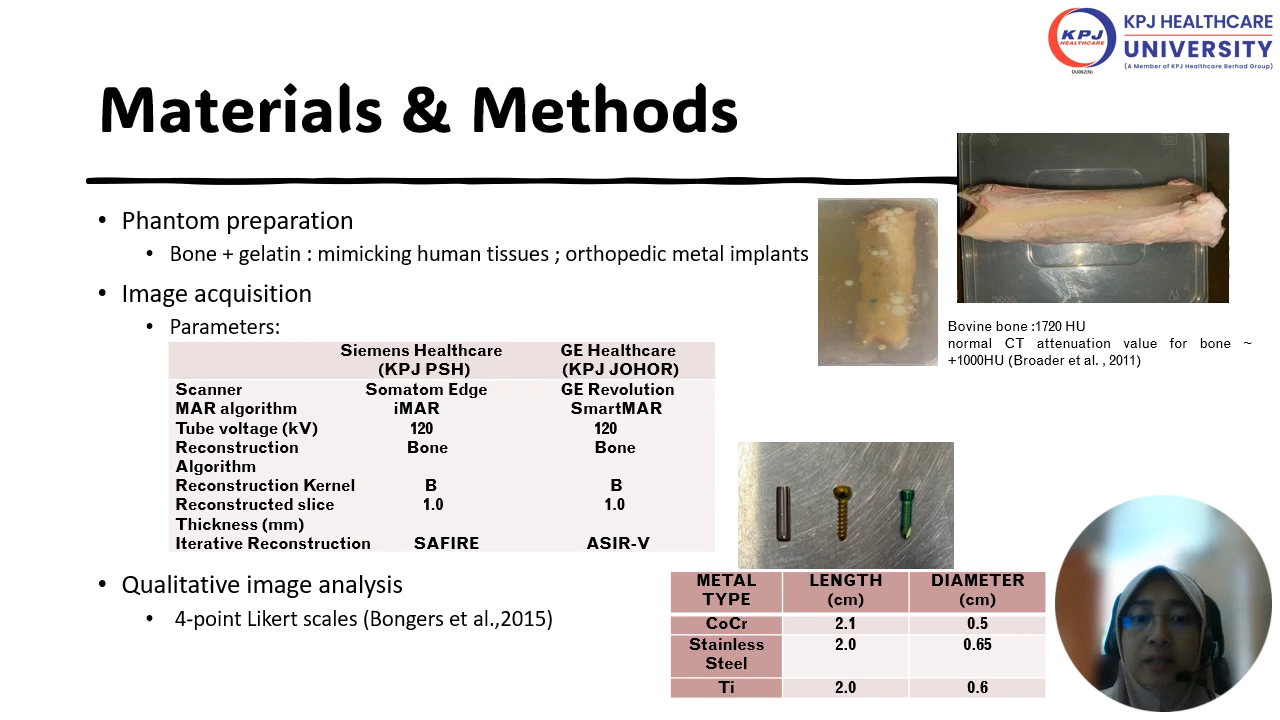 KPJ
HEALTHCARE
DU062(N)
KPJ HEALTHCARE
UNIVERSITY
(A Member of KPJ Healthcare Berhad Group)
Materials & Methods
• Phantom preparation
• Bone + gelatin : mimicking human tissues ; orthopedic metal implants
• Image acquisition
• Parameters:
Siemens Healthcare GE Healthcare
(KPJ PSH) (KPJ JOHOR)
Scanner Somatom Edge GE Revolution
MAR algorithm iMAR SmartMAR
Tube voltage (kV) 120 120
Reconstruction Bone Bone
Algorithm
Reconstruction Kernel B B
Reconstructed slice 1.0 1.0
Thickness (mm)
Iterative Reconstruction SAFIRE ASIR-V
Bovine bone :1720 HU
normal CT attenuation value for bone ~
+1000HU (Broader et al. , 2011)
• Qualitative image analysis
• 4-point Likert scales (Bongers et al.,2015)
METAL LENGTH DIAMETER
TYPE (cm) (cm)
CoCr 2.1 0.5
Stainless 2.0 0.65
Steel
Ti 2.0 0.6